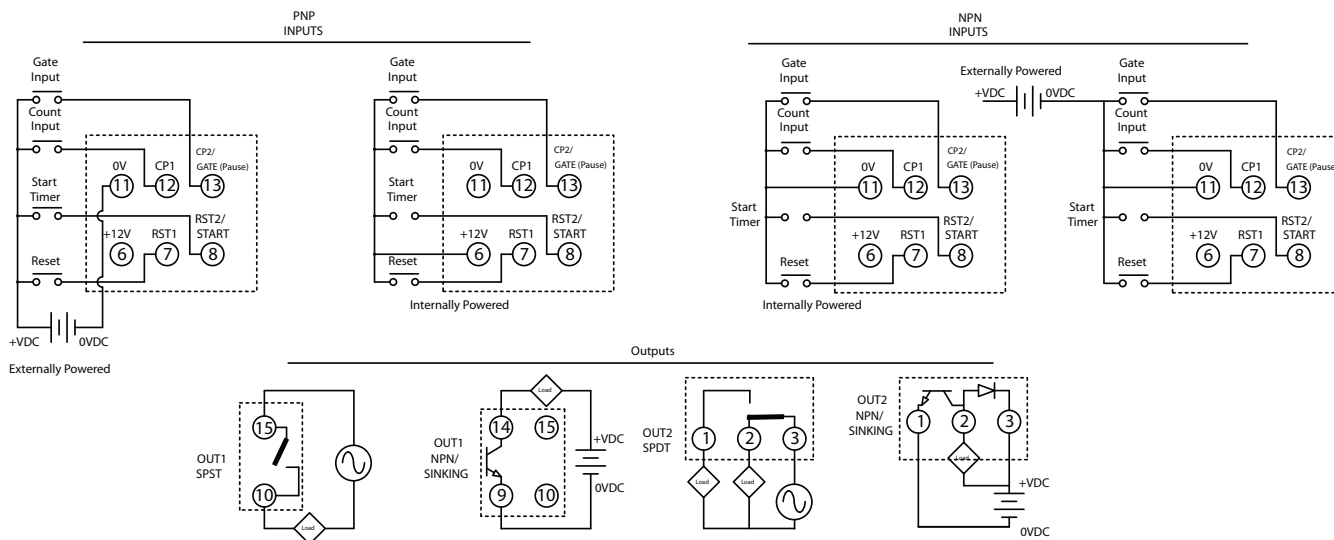 PNP
INPUTS
Gate
Input
Count
Input
0V
CP1
CP2/
GATE (Pause)
11
12
13
Start
Timer
+12V
RST1
RST2/
START
6
7
8
Reset
+VDC
0VDC
Externally Powered
Gate
Input
Count
Input
0V
CP1
CP2/
GATE (Pause)
11
12
13
Start
Timer
+12V
RST1
RST2/
START
6
7
8
Reset
Internally Powered
NPN
INPUTS
Gate
Input
Count
Input
0V
CP1
CP2/
GATE (Pause)
11
12
13
Start
Timer
+12V
RST1
RST2/
START
6
7
8
Reset
Internally Powered
Externally Powered
+VDC
0VDC
Gate
Input
Count
Input
0V
CP1
CP2/
GATE (Pause)
11
12
13
Start
Timer
+12V
RST1
RST2/
START
6
7
8
Reset
Outputs
OUT1
SPST
15
10
Load
OUT1
NPN/
SINKING
14
15
9
10
Load
+VDC
0VDC
OUT2
SPDT
1
2
3
Load
Load
OUT2
NPN/
SINKING
1
2
3
Load
+VDC
0VDC